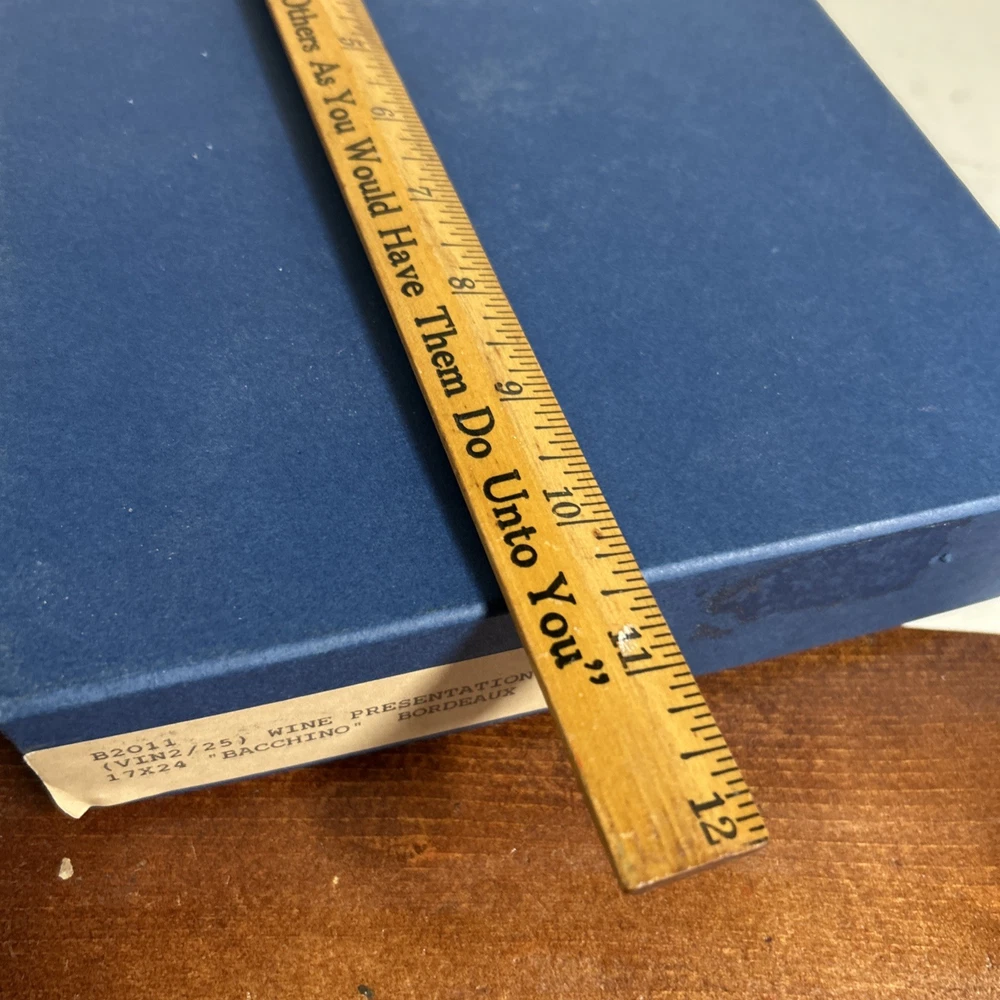 Others As You Would Have Them Do Unto You”
5 6 7 8 9 10 11 12
B2011
(VIN2/25) WINE PRESENTATION
17X24 "BACCHINO" BORDEAUX